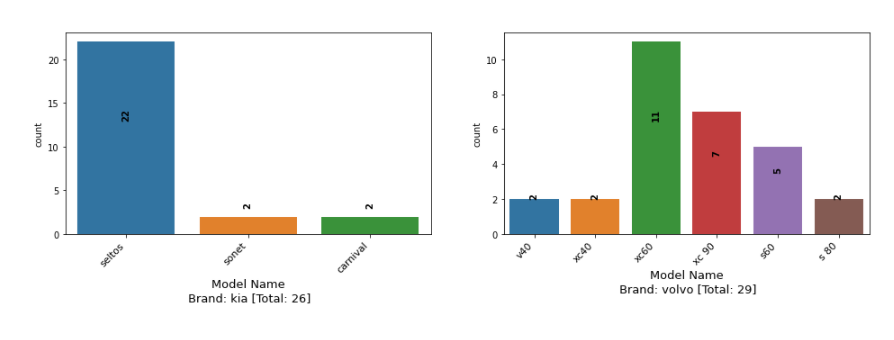 count
20
15
10
5
0
22
2
2
seltos
sonet
carnival
Model Name
Brand: kia [Total: 26]
count
10
8
6
4
2
0
2
2
11
7
5
2
v40
xc40
xc60
xc 90
s60
s 80
Model Name
Brand: volvo [Total: 29]